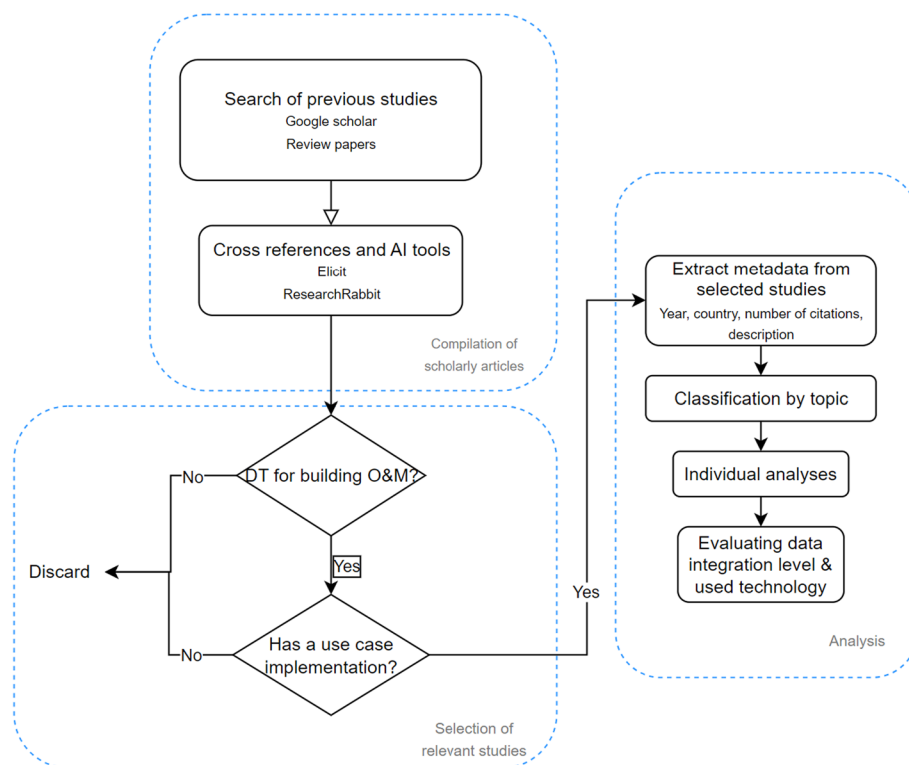 Search of previous studies
Google scholar
Review papers
Cross references and AI tools
Elicit
ResearchRabbit
Compilation of
scholarly articles
DT for building O&M?
No
Yes
Discard
Has a use case
implementation?
No
Yes
Selection of
relevant studies
Extract metadata from
selected studies
Year, country, number of citations,
description
Classification by topic
Individual analyses
Evaluating data
integration level &
used technology
Analysis